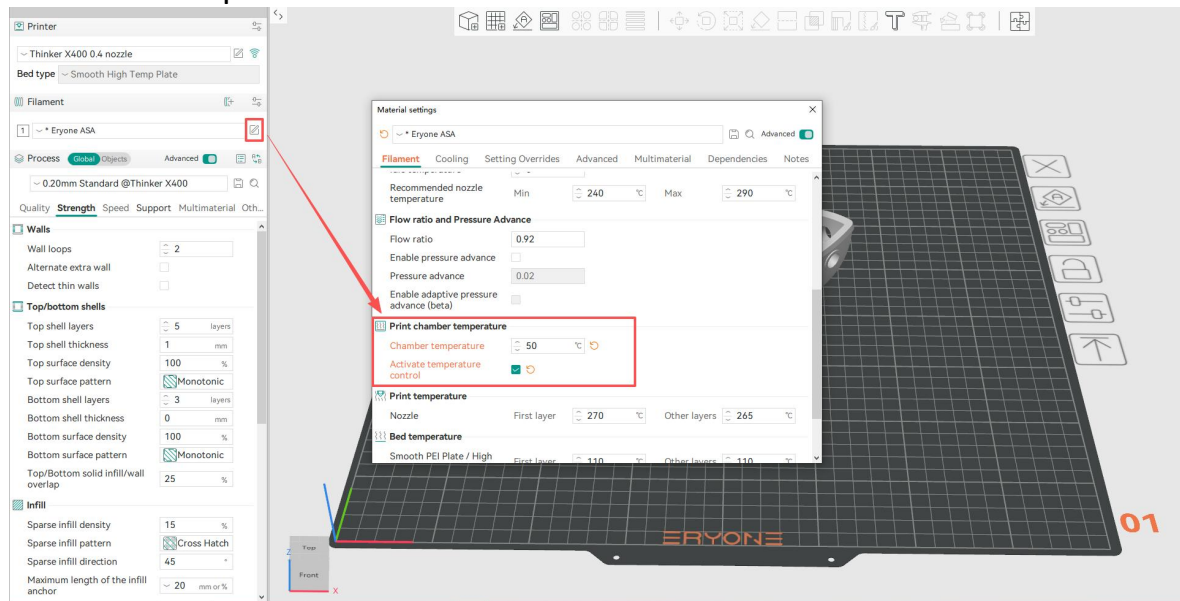 Printer
Thinker X400 0.4 nozzle
Bed type Smooth High Temp Plate
Filament
1 * Eryone ASA
Process Global Objects Advanced
0.20mm Standard @Thinker X400
Quality Strength Speed Support Multimaterial Oth...
Walls
Wall loops 2
Alternate extra wall
Detect thin walls
Top/bottom shells
Top shell layers 5 layers
Top shell thickness 1 mm
Top surface density 100 %
Top surface pattern Monotonic
Bottom shell layers 3 layers
Bottom shell thickness 0 mm
Bottom surface density 100 %
Bottom surface pattern Monotonic
Top/Bottom solid infill/wall
overlap 25 %
Infill
Sparse infill density 15 %
Sparse infill pattern Cross Hatch
Sparse infill direction 45 °
Maximum length of the infill
anchor 20 mm or %
Material settings
* Eryone ASA Advanced
Filament Cooling Setting Overrides Advanced Multimaterial Dependencies Notes
Recommended nozzle
temperature Min 240 °C Max 290 °C
Flow ratio and Pressure Advance
Flow ratio 0.92
Enable pressure advance
Pressure advance 0.02
Enable adaptive pressure
advance (beta)
Print chamber temperature
Chamber temperature 50 °C
Activate temperature
control
Print temperature
Nozzle First layer 270 °C Other layers 265 °C
Bed temperature
Smooth PEI Plate / High First layer 110 °C Other layers 110 °C
ERYONE
01
Top
Front
Z
X